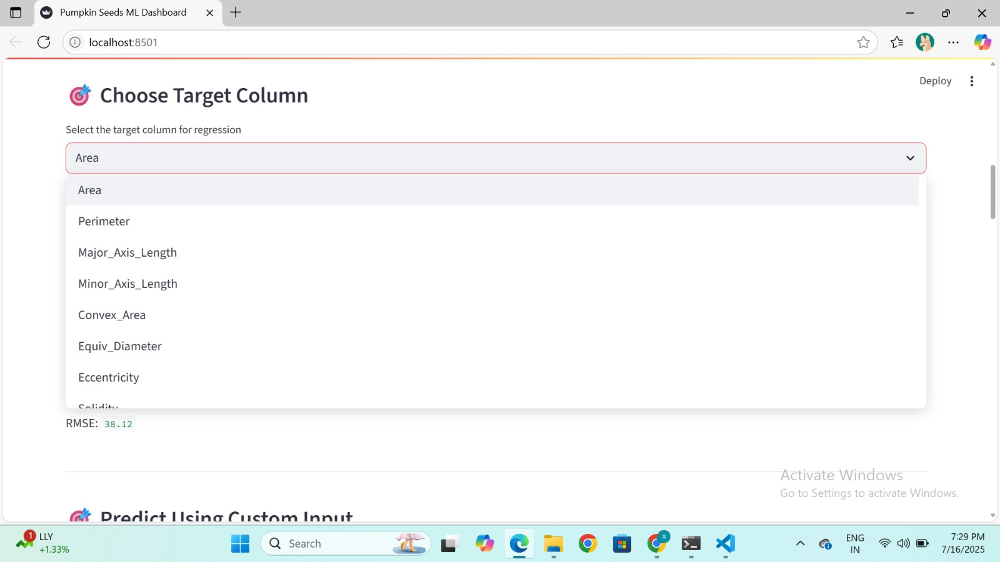 Pumpkin Seeds ML Dashboard
localhost:8501
Deploy
Choose Target Column
Select the target column for regression
Area
Area
Perimeter
Major_Axis_Length
Minor_Axis_Length
Convex_Area
Equiv_Diameter
Eccentricity
Solidity
RMSE: 38.12
Activate Windows
Go to Settings to activate Windows.
Predict Using Custom Input
1
LLY
+1.33%
Search
S
ENG
IN
7:29 PM
7/16/2025